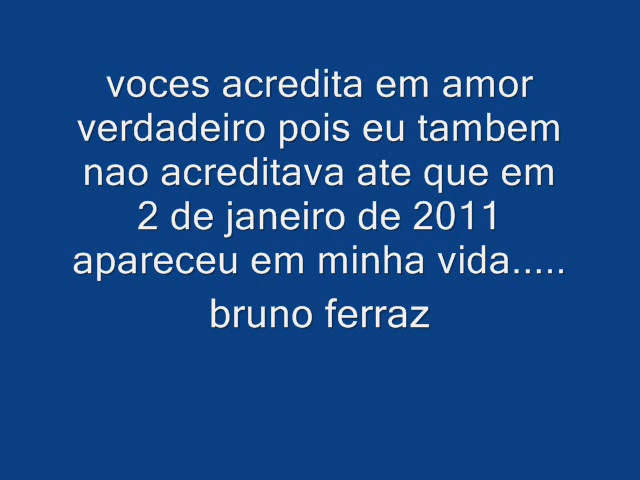 voces acredita em amor
verdadeiro pois eu tambem
nao acreditava ate que em
2 de janeiro de 2011
apareceu em minha vida.....
bruno ferraz